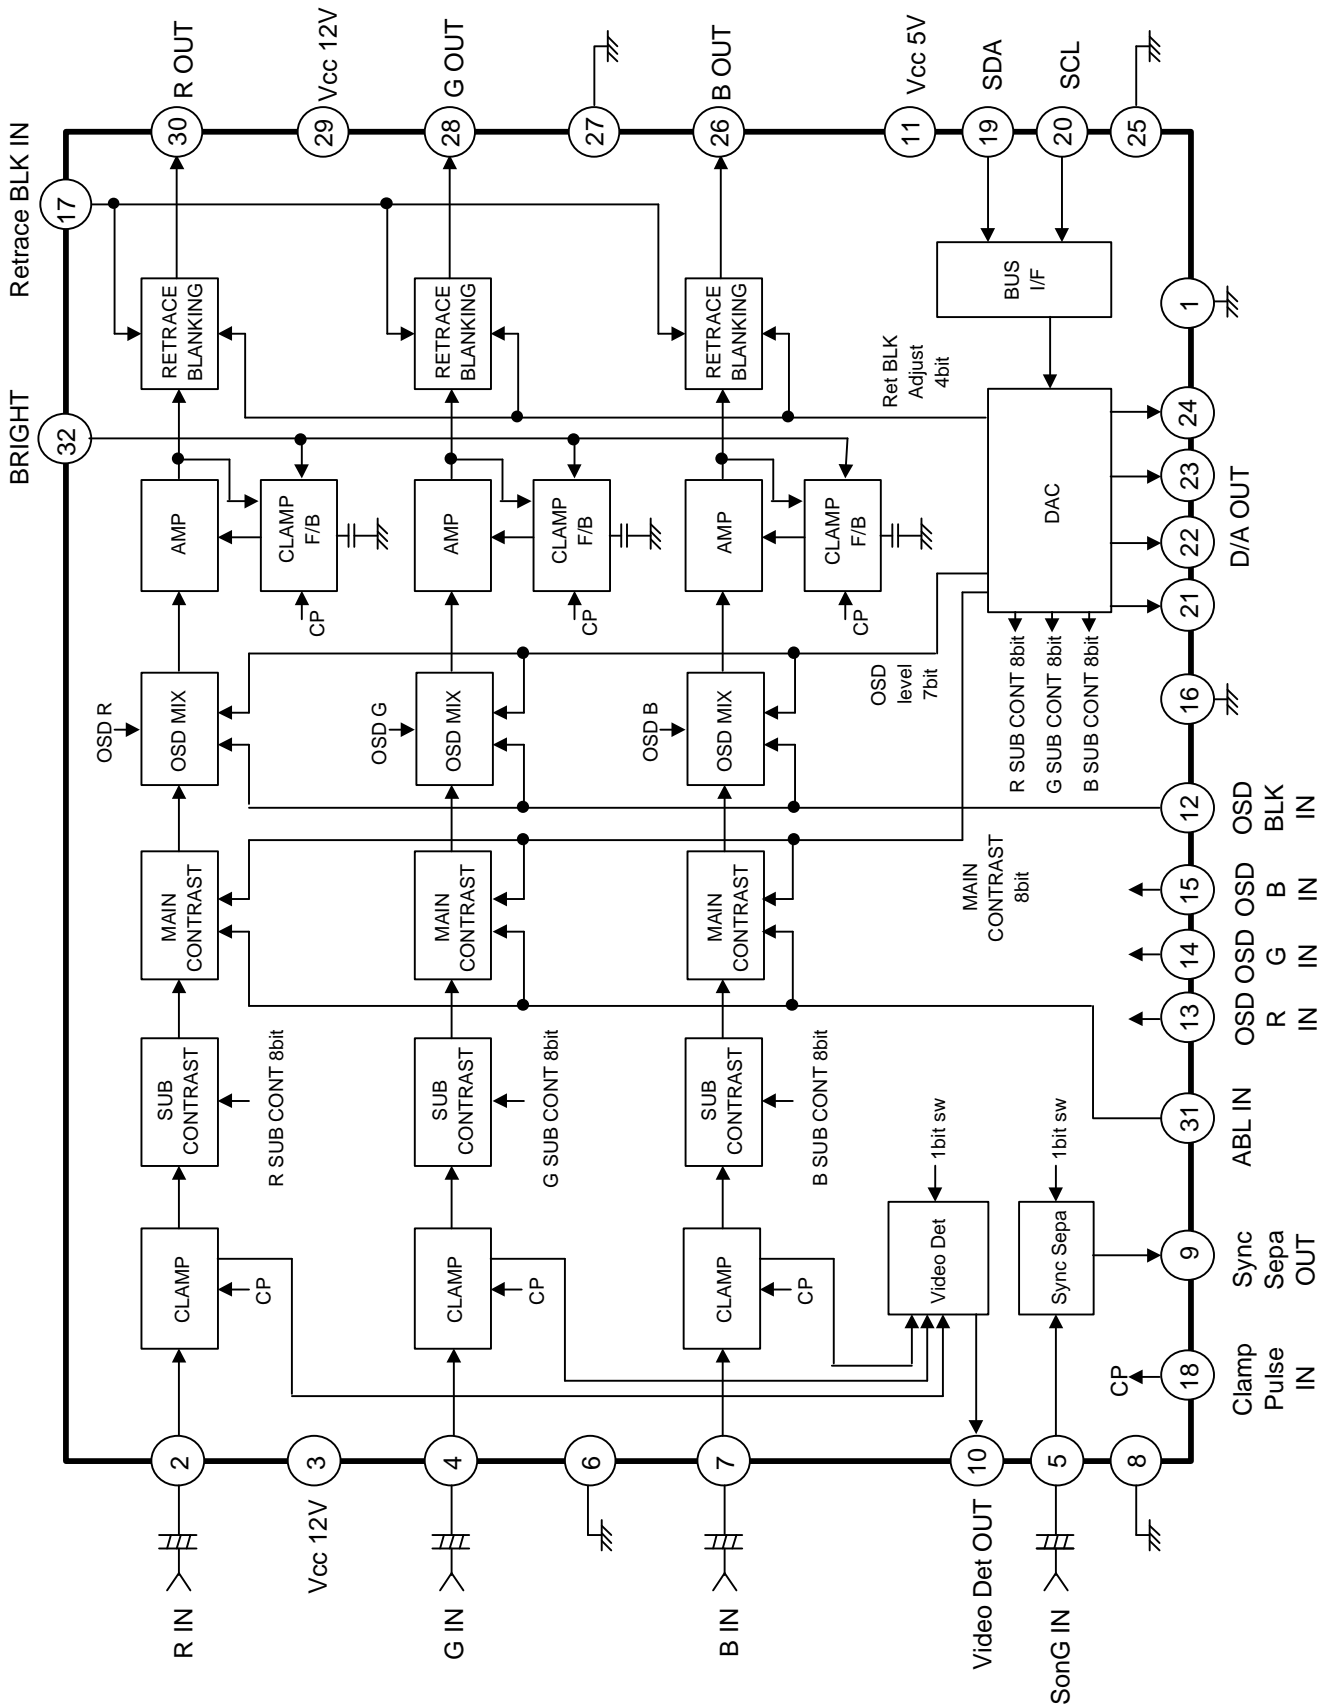 BRIGHT
Retrace BLK IN
32
17
R IN
2
CLAMP
CP
SUB
CONTRAST
R SUB CONT 8bit
MAIN
CONTRAST
OSD R
OSD MIX
AMP
CLAMP
F/B
CP
RETRACE
BLANKING
30
R OUT
Vcc 12V
3
29
Vcc 12V
G IN
4
CLAMP
CP
SUB
CONTRAST
G SUB CONT 8bit
MAIN
CONTRAST
OSD G
OSD MIX
AMP
CLAMP
F/B
CP
RETRACE
BLANKING
28
G OUT
6
27
B IN
7
CLAMP
CP
SUB
CONTRAST
B SUB CONT 8bit
MAIN
CONTRAST
OSD B
OSD MIX
AMP
CLAMP
F/B
CP
RETRACE
BLANKING
26
B OUT
Video Det OUT
10
Video Det
1bit sw
MAIN
CONTRAST
8bit
OSD
level
7bit
Ret BLK
Adjust
4bit
11
Vcc 5V
SonG IN
5
Sync Sepa
1bit sw
R SUB CONT 8bit
G SUB CONT 8bit
B SUB CONT 8bit
DAC
BUS
I/F
19
SDA
20
SCL
8
CP
25
18
9
31
13
14
15
12
16
21
22
23
24
1
Clamp
Pulse
IN
Sync
Sepa
OUT
ABL IN
OSD
R
IN
OSD
G
IN
OSD
B
IN
OSD
BLK
IN
D/A OUT